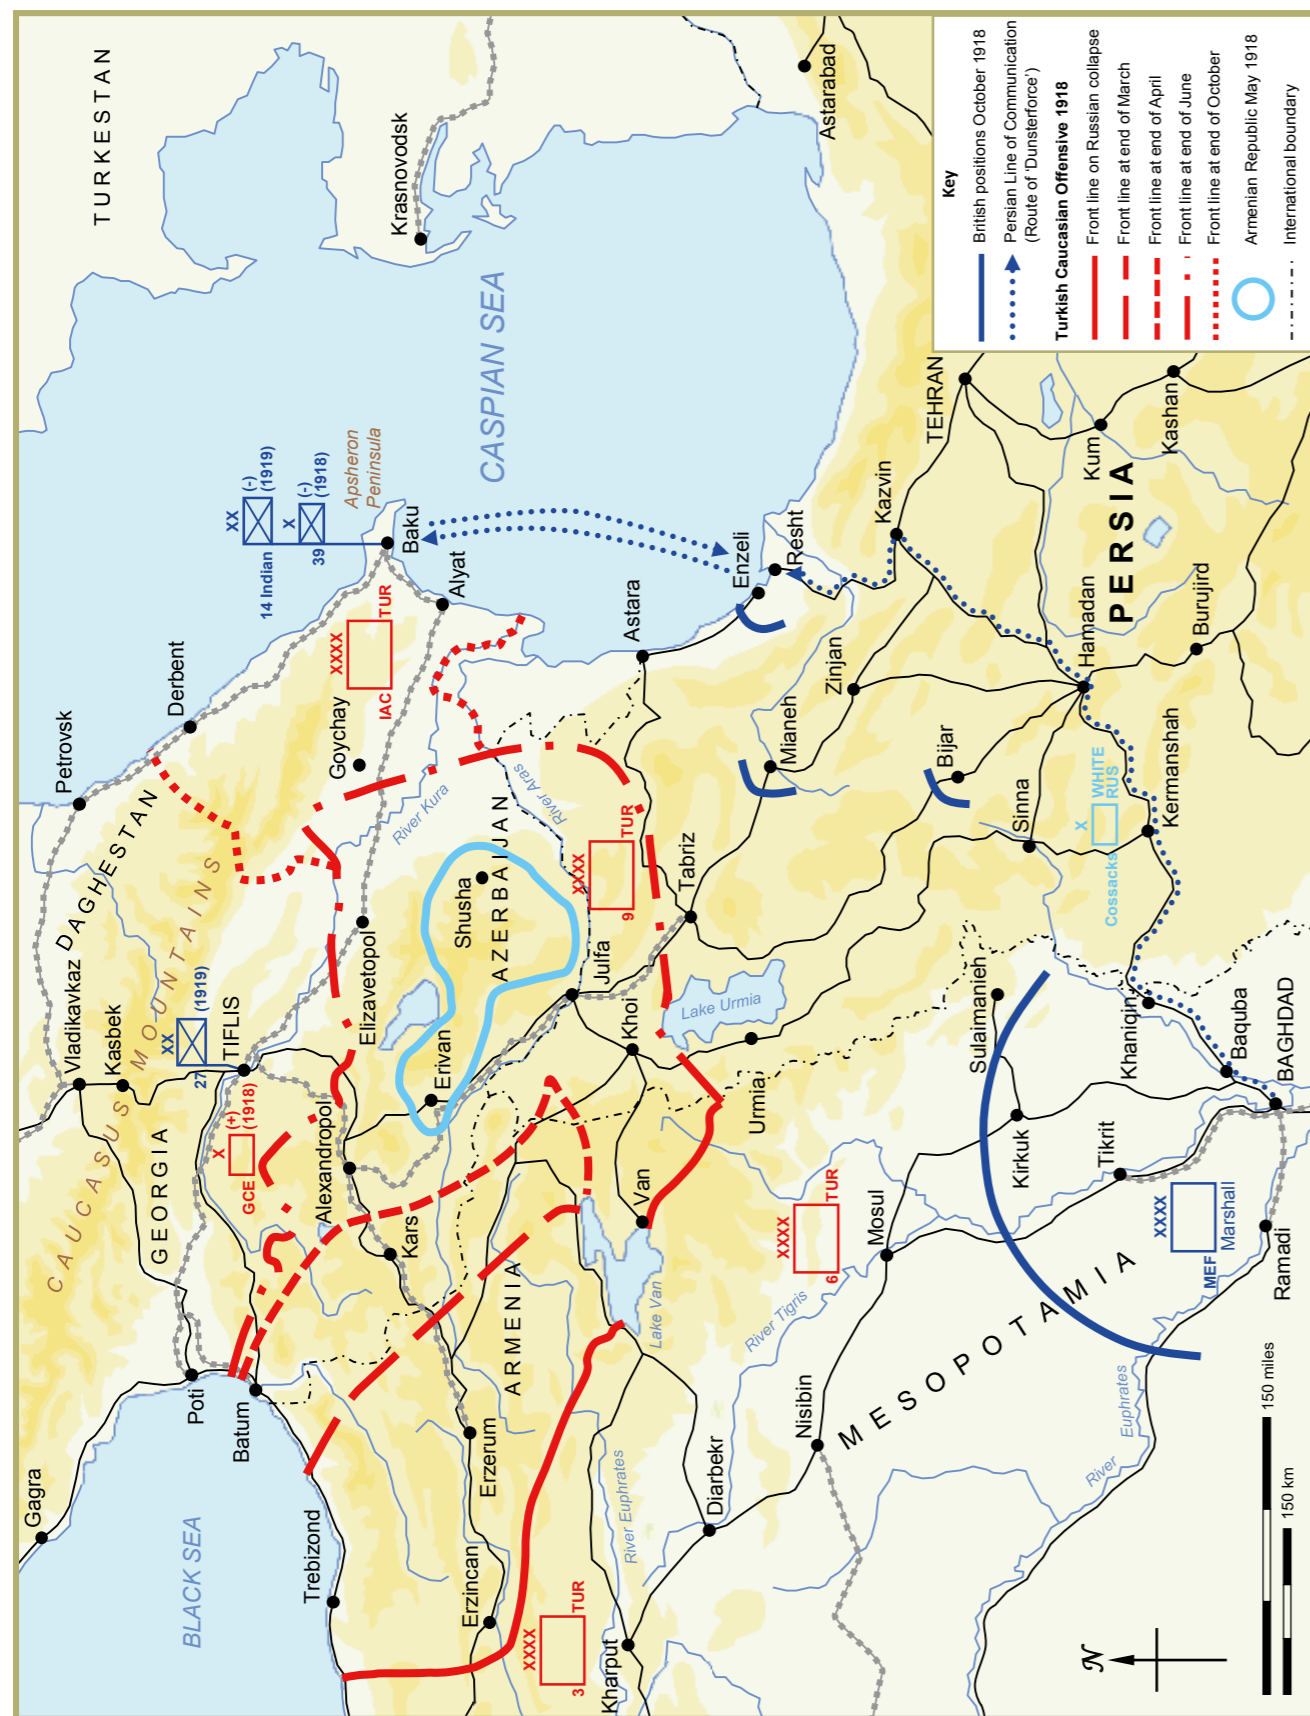 TURKESTAN
Krasnovodsk
Astarabad
CASPIAN SEA
Petrovsk
Derbent
DAGHESTAN
Vladikavkaz
Kasbek
CAUCASUS MOUNTAINS
GEORGIA
TIFLIS
XX
27
(1919)
X
GCE
(+)
(1918)
Gagra
Poti
Batum
BLACK SEA
Trebizond
XX
(-)
(1919)
14 Indian
X
(-)
(1918)
39
Apsheron
Peninsula
Baku
Alyat
XXXX
TUR
IAC
Goychay
Elizavetopol
River Kura
River Aras
Shusha
AZERBAIJAN
Erivan
Alexandropol
Kars
Erzerum
Erzincan
ARMENIA
XXXX
TUR
3
Kharput
River Euphrates
Diarbekr
Lake Van
Van
Khoi
Julfa
XXXX
TUR
9
Tabriz
Lake Urmia
Urmia
Astara
Enzeli
Resht
Kazvin
TEHRAN
Mianeh
Zinjan
Bijar
Sinna
Hamadan
PERSIA
Kum
Kashan
Burujird
Kermanshah
X
WHITE
RUS
Cossacks
Sulaimanieh
Kirkuk
Khanigin
Baquba
BAGHDAD
Tikrit
Ramadi
XXXX
MEF
Marshall
XXXX
TUR
6
Mosul
River Tigris
Nisibin
MESOPOTAMIA
River Euphrates
N
150 miles
150 km
Key
British positions October 1918
Persian Line of Communication
(Route of ‘Dunsterforce’)
Turkish Caucasian Offensive 1918
Front line on Russian collapse
Front line at end of March
Front line at end of April
Front line at end of June
Front line at end of October
Armenian Republic May 1918
International boundary